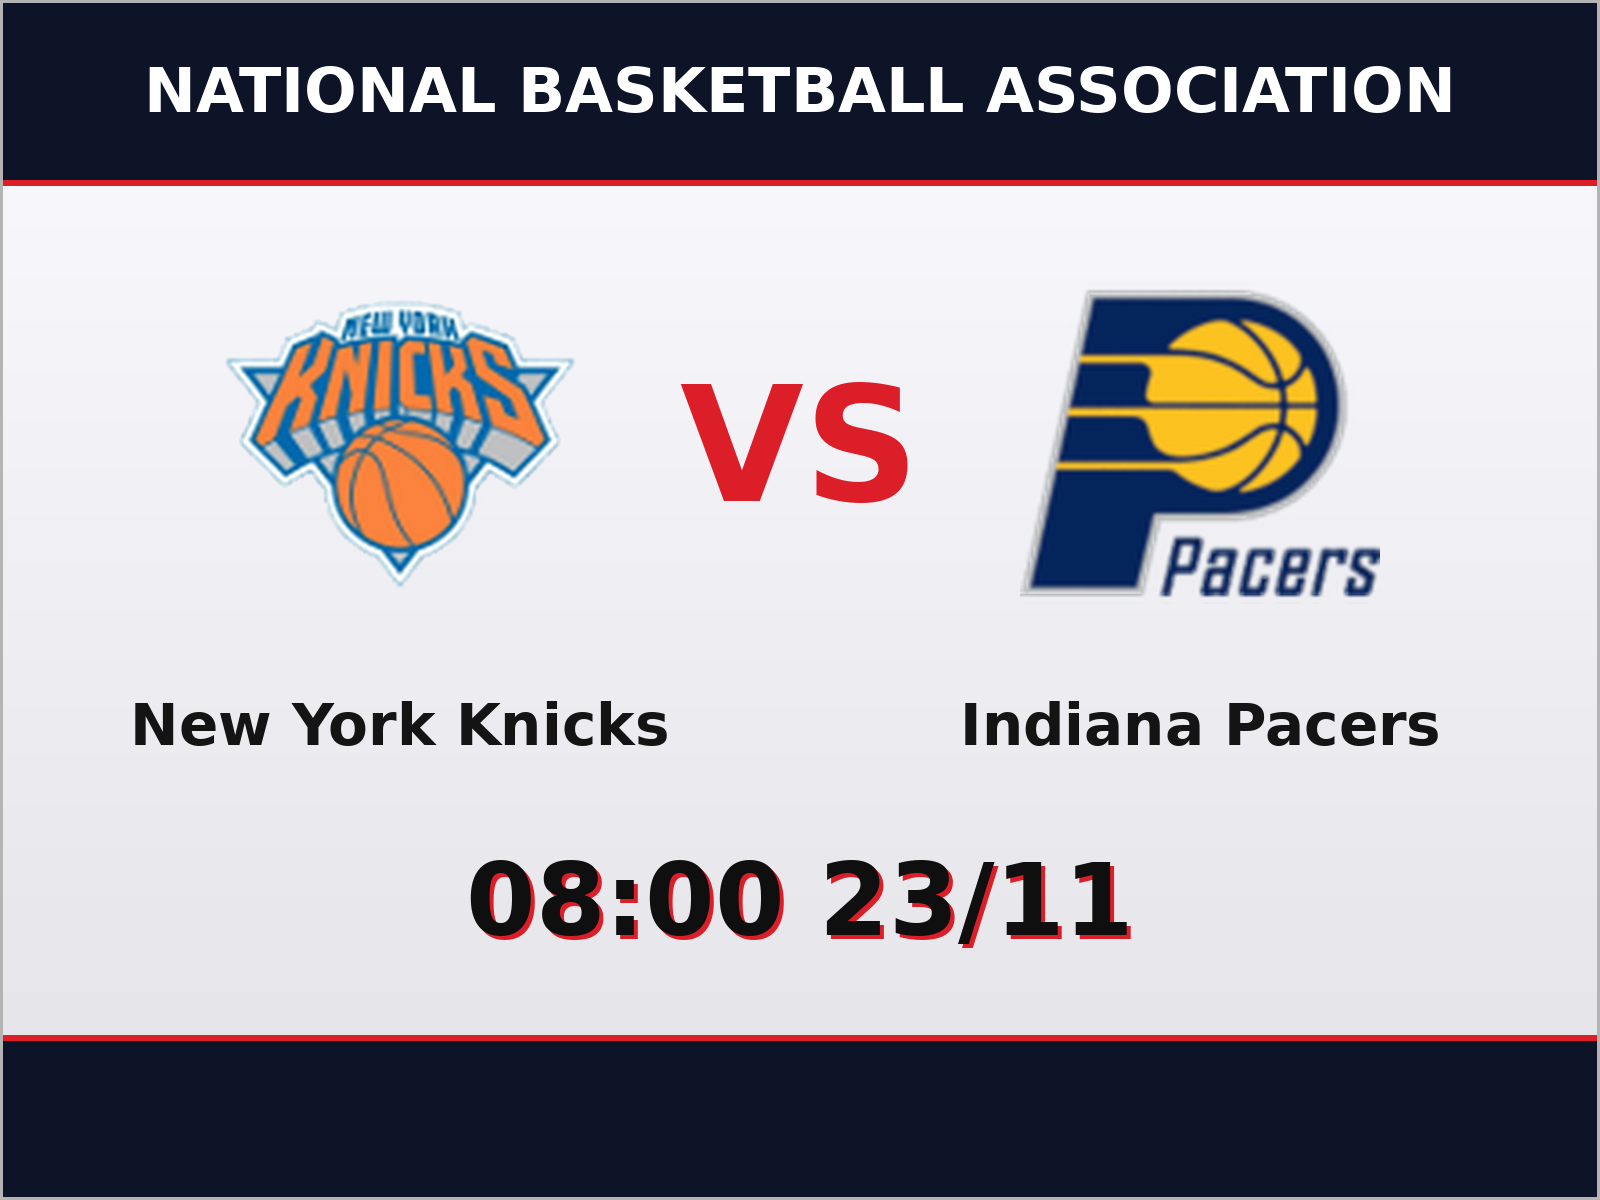 NATIONAL BASKETBALL ASSOCIATION
NEW YORK
KNICKS
VS
Pacers
New York Knicks
Indiana Pacers
08:00 23/11